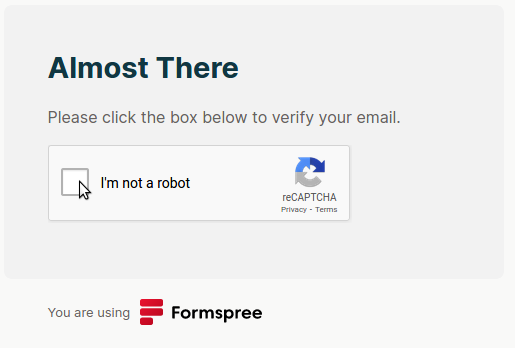 Almost There
Please click the box below to verify your email.
I'm not a robot
reCAPTCHA
Privacy - Terms
You are using Formspree